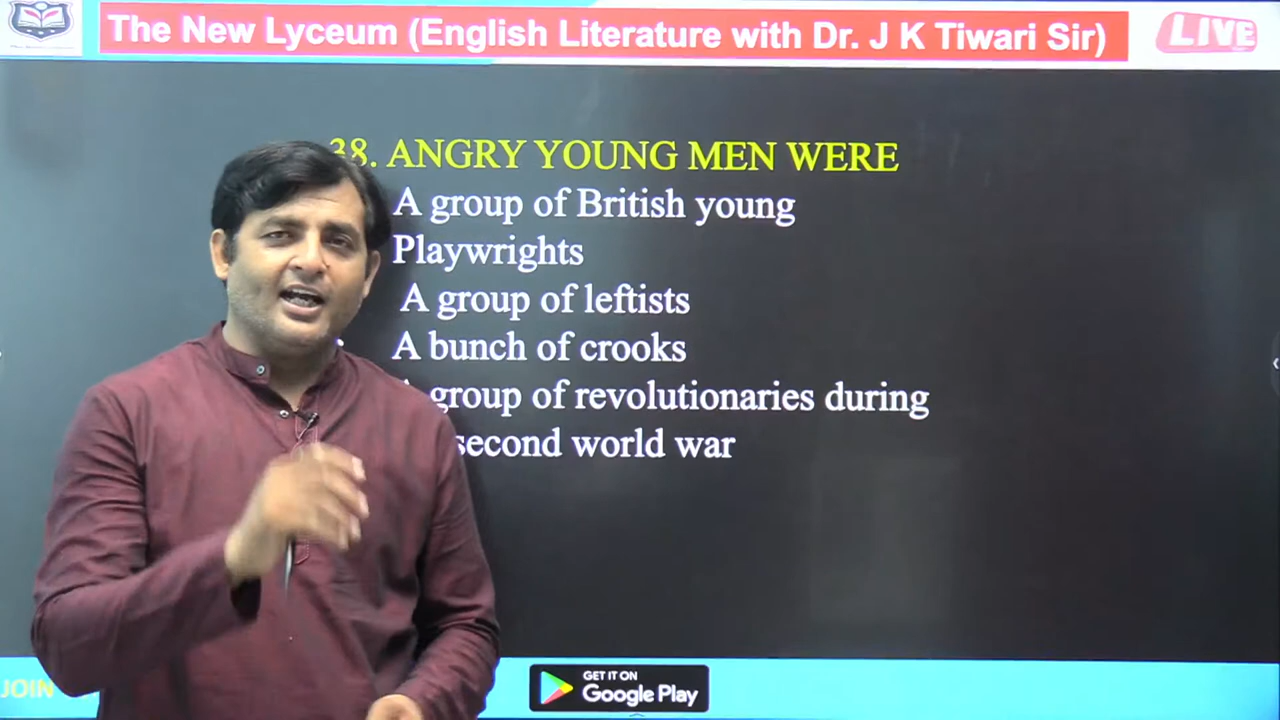 The New Lyceum (English Literature with Dr. J K Tiwari Sir)
LIVE
38. ANGRY YOUNG MEN WERE
A group of British young
Playwrights
A group of leftists
A bunch of crooks
group of revolutionaries during
second world war
JOIN
GET IT ON
Google Play